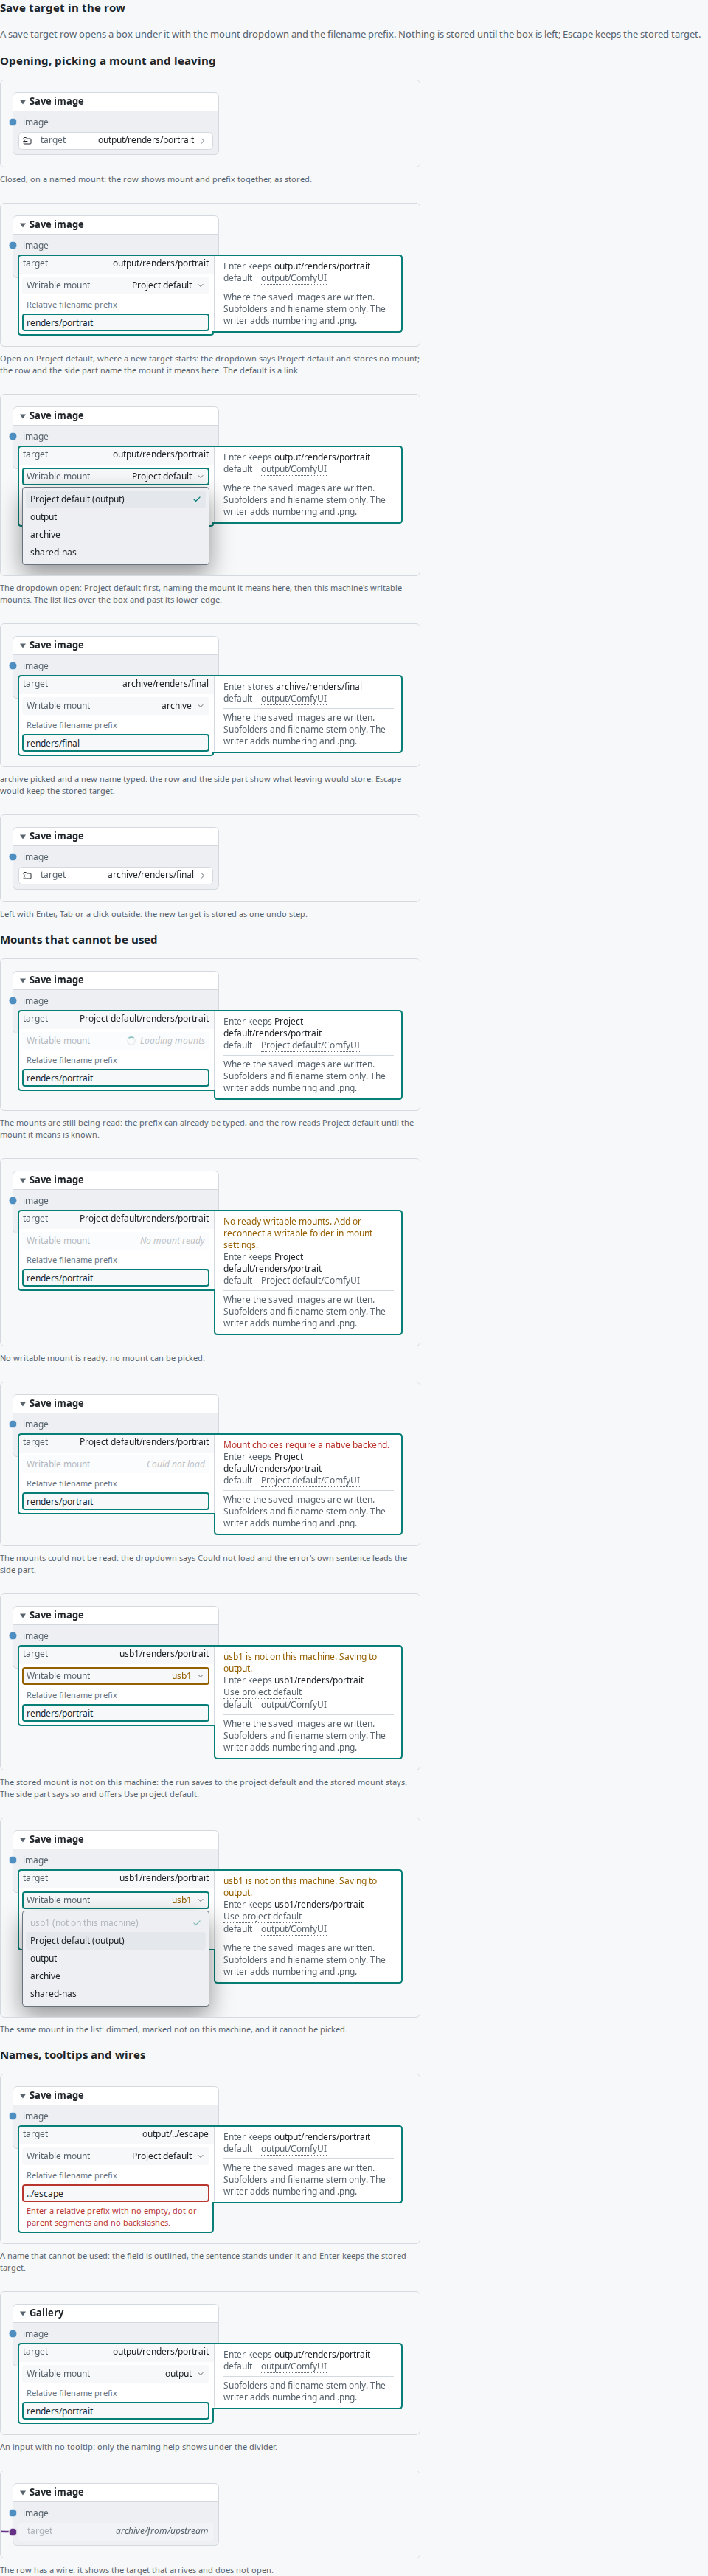 Save target in the row
A save target row opens a box under it with the mount dropdown and the filename prefix. Nothing is stored until the box is left; Escape keeps the stored target.
Opening, picking a mount and leaving
Save image
image
target output/renders/portrait
Closed, on a named mount: the row shows mount and prefix together, as stored.
Save image
image
target output/renders/portrait
Writable mount Project default
Relative filename prefix
renders/portrait
Enter keeps output/renders/portrait
default output/ComfyUI
Where the saved images are written.
Subfolders and filename stem only. The
writer adds numbering and .png.
Open on Project default, where a new target starts: the dropdown says Project default and stores no mount;
the row and the side part name the mount it means here. The default is a link.
Save image
image
target output/renders/portrait
Writable mount Project default
Project default (output)
output
archive
shared-nas
Enter keeps output/renders/portrait
default output/ComfyUI
Where the saved images are written.
Subfolders and filename stem only. The
writer adds numbering and .png.
The dropdown open: Project default first, naming the mount it means here, then this machine's writable
mounts. The list lies over the box and past its lower edge.
Save image
image
target archive/renders/final
Writable mount archive
Relative filename prefix
renders/final
Enter stores archive/renders/final
default output/ComfyUI
Where the saved images are written.
Subfolders and filename stem only. The
writer adds numbering and .png.
archive picked and a new name typed: the row and the side part show what leaving would store. Escape
would keep the stored target.
Save image
image
target archive/renders/final
Left with Enter, Tab or a click outside: the new target is stored as one undo step.
Mounts that cannot be used
Save image
image
target Project default/renders/portrait
Writable mount Loading mounts
Relative filename prefix
renders/portrait
Enter keeps Project
default/renders/portrait
default Project default/ComfyUI
Where the saved images are written.
Subfolders and filename stem only. The
writer adds numbering and .png.
The mounts are still being read: the prefix can already be typed, and the row reads Project default until the
mount it means is known.
Save image
image
target Project default/renders/portrait
Writable mount No mount ready
Relative filename prefix
renders/portrait
No ready writable mounts. Add or
reconnect a writable folder in mount
settings.
Enter keeps Project
default/renders/portrait
default Project default/ComfyUI
Where the saved images are written.
Subfolders and filename stem only. The
writer adds numbering and .png.
No writable mount is ready: no mount can be picked.
Save image
image
target Project default/renders/portrait
Writable mount Could not load
Relative filename prefix
renders/portrait
Mount choices require a native backend.
Enter keeps Project
default/renders/portrait
default Project default/ComfyUI
Where the saved images are written.
Subfolders and filename stem only. The
writer adds numbering and .png.
The mounts could not be read: the dropdown says Could not load and the error's own sentence leads the
side part.
Save image
image
target usb1/renders/portrait
Writable mount usb1
Relative filename prefix
renders/portrait
usb1 is not on this machine. Saving to
output.
Enter keeps usb1/renders/portrait
Use project default
default output/ComfyUI
Where the saved images are written.
Subfolders and filename stem only. The
writer adds numbering and .png.
The stored mount is not on this machine: the run saves to the project default and the stored mount stays.
The side part says so and offers Use project default.
Save image
image
target usb1/renders/portrait
Writable mount usb1
usb1 (not on this machine)
Project default (output)
output
archive
shared-nas
usb1 is not on this machine. Saving to
output.
Enter keeps usb1/renders/portrait
Use project default
default output/ComfyUI
Where the saved images are written.
Subfolders and filename stem only. The
writer adds numbering and .png.
The same mount in the list: dimmed, marked not on this machine, and it cannot be picked.
Names, tooltips and wires
Save image
image
target output/../escape
Writable mount Project default
Relative filename prefix
../escape
Enter a relative prefix with no empty, dot or
parent segments and no backslashes.
Enter keeps output/renders/portrait
default output/ComfyUI
Where the saved images are written.
Subfolders and filename stem only. The
writer adds numbering and .png.
A name that cannot be used: the field is outlined, the sentence stands under it and Enter keeps the stored
target.
Gallery
image
target output/renders/portrait
Writable mount output
Relative filename prefix
renders/portrait
Enter keeps output/renders/portrait
default output/ComfyUI
Subfolders and filename stem only. The
writer adds numbering and .png.
An input with no tooltip: only the naming help shows under the divider.
Save image
image
target archive/from/upstream
The row has a wire: it shows the target that arrives and does not open.